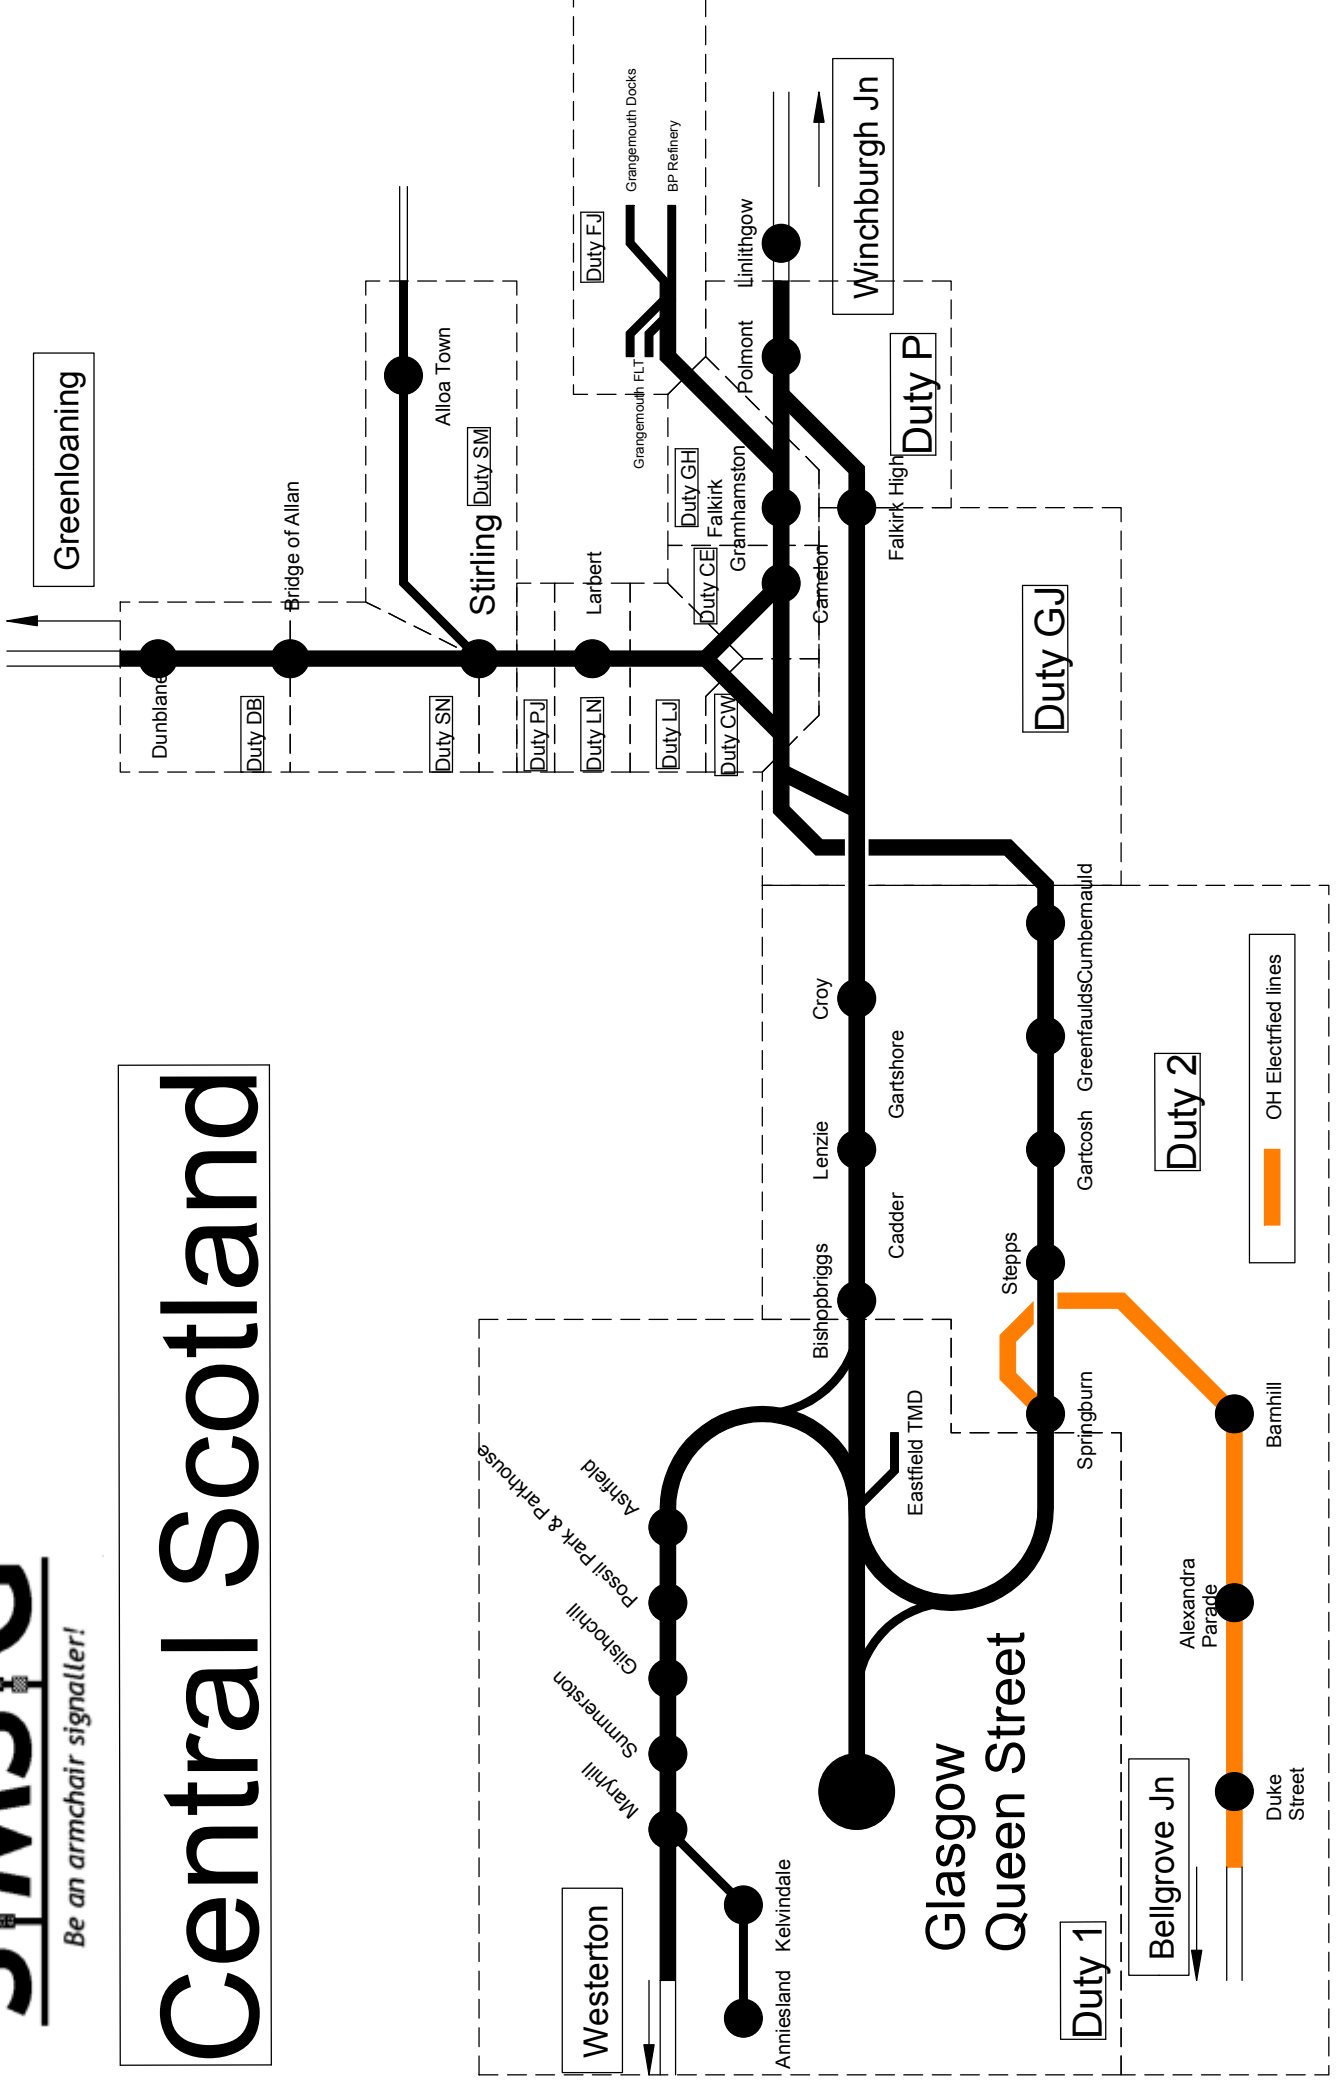 Be an armchair signaller!
Central Scotland
Greenloaning
Dunblane
Bridge of Allan
Duty DB
Duty SN
Stirling
Duty SM
Alloa Town
Duty PJ
Larbert
Duty LN
Duty LJ
Duty CW
Duty CE
Duty GH
Falkirk
Gramhamston
Camelon
Duty FJ
Grangemouth Docks
BP Refinery
Grangemouth FLT
Polmont
Linlithgow
Winchburgh Jn
Duty P
Falkirk High
Duty GJ
Croy
Gartshore
Lenzie
Cadder
Bishopbriggs
Cumbernauld
Greenfaulds
Gartcosh
Stepps
Springburn
Duty 2
OH Electrfied lines
Eastfield TMD
Ashfield
Possil Park & Parkhouse
Gilshochill
Summerston
Maryhill
Kelvindale
Anniesland
Westerton
Glasgow
Queen Street
Duty 1
Barnhill
Alexandra
Parade
Duke
Street
Bellgrove Jn